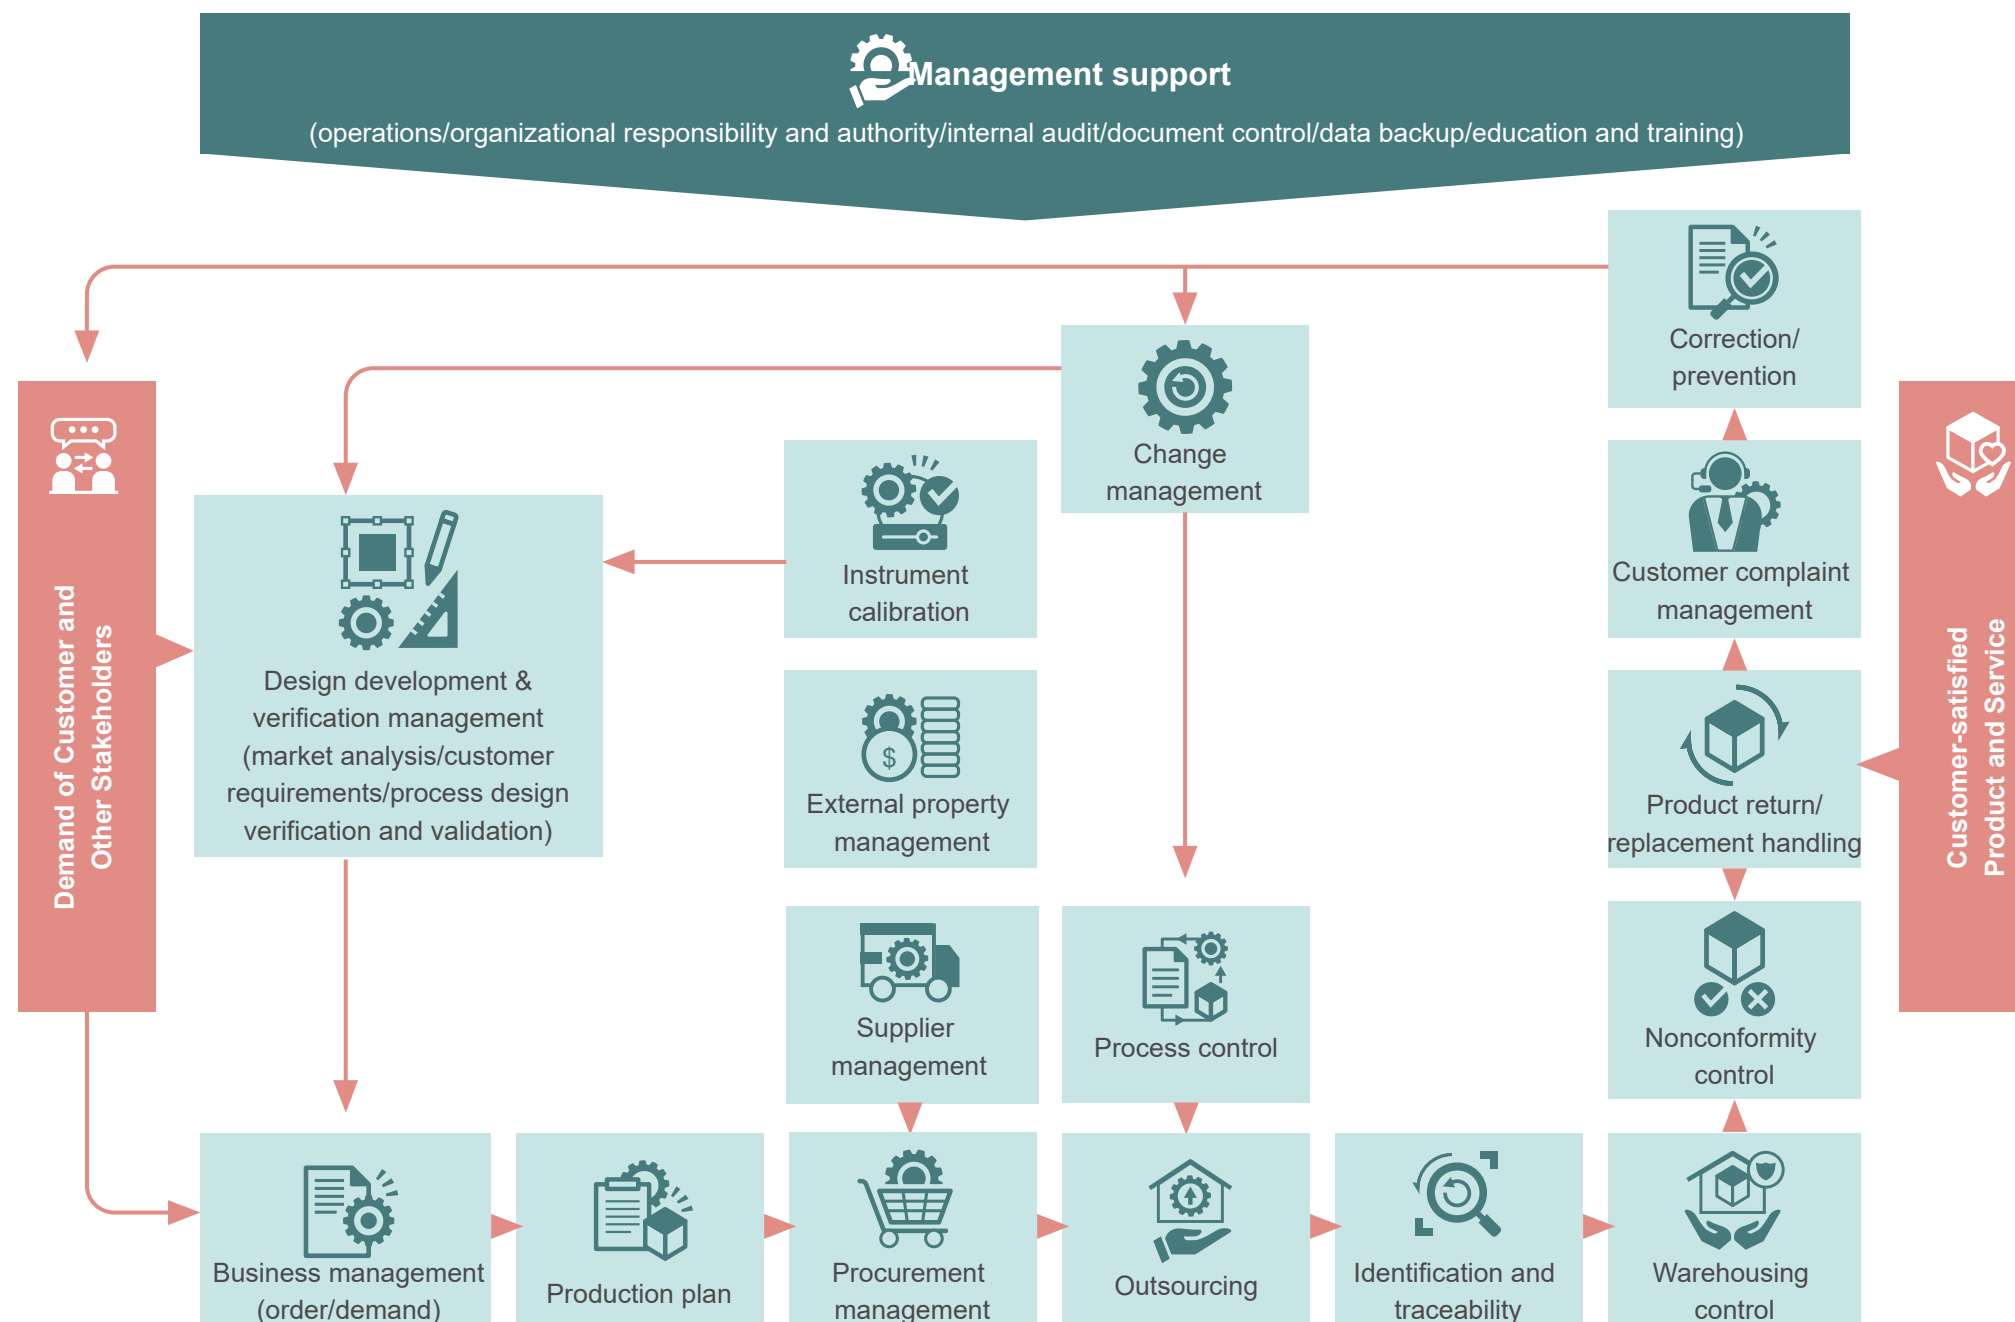 Management support
(operations/organizational responsibility and authority/internal audit/document control/data backup/education and training)
Correction/
prevention
Change
management
Instrument
calibration
Customer complaint
management
Demand of Customer and
Other Stakeholders
Design development &
verification management
(market analysis/customer
requirements/process design
verification and validation)
$
External property
management
Product return/
replacement handling
Customer-satisfied
Product and Service
Supplier
management
Process control
Nonconformity
control
Business management
(order/demand)
Production plan
Procurement
management
Outsourcing
Identification and
traceability
Warehousing
control